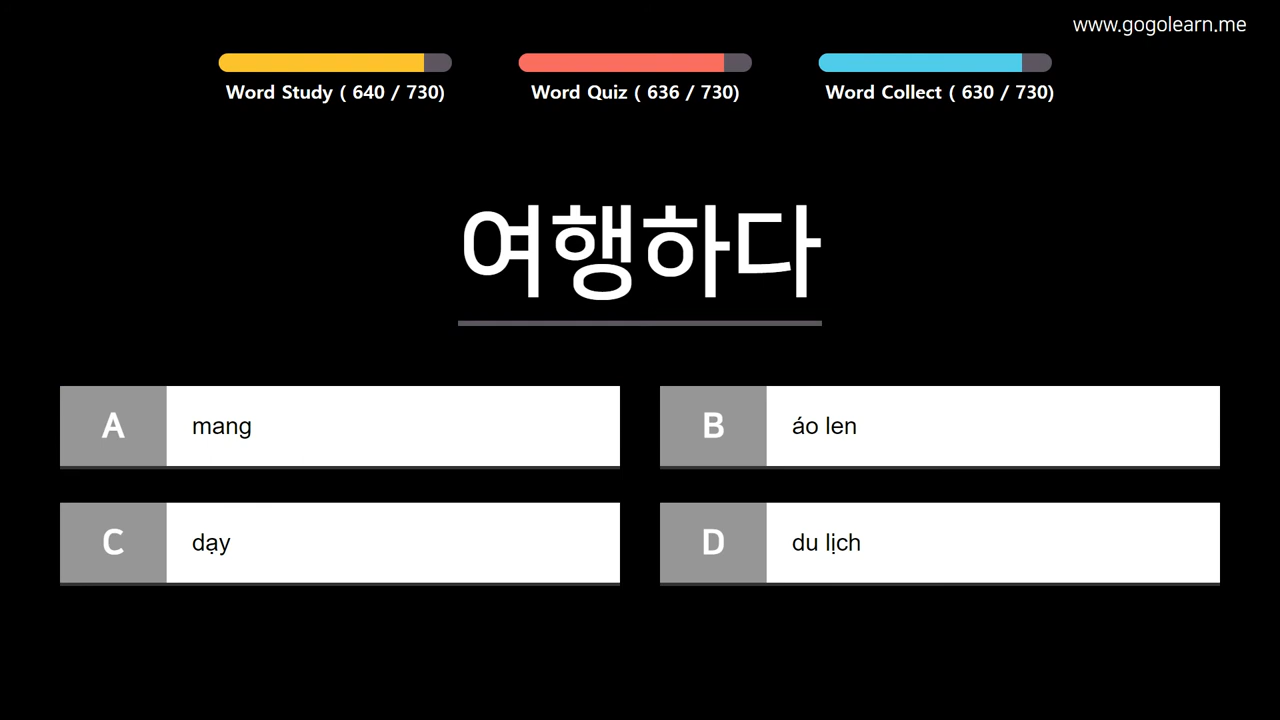 www.gogolearn.me
Word Study ( 640 / 730)
Word Quiz ( 636 / 730)
Word Collect ( 630 / 730)
여행하다
A mang
B áo len
C dạy
D du lịch